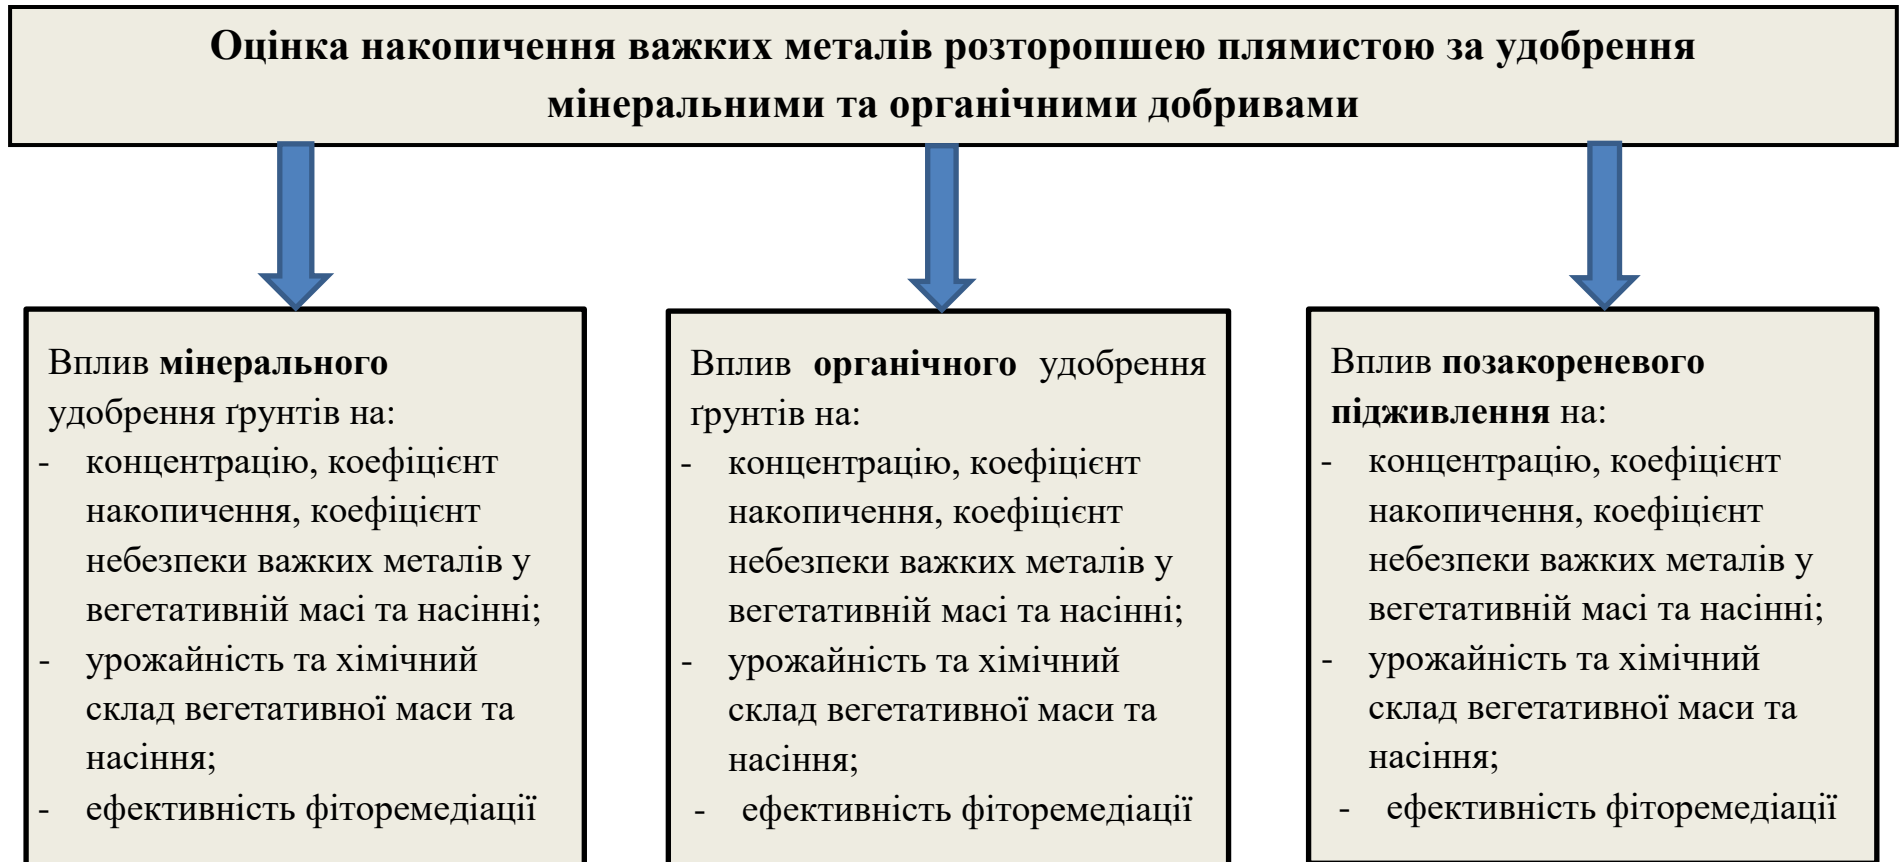 Оцінка накопичення важких металів розторопшею плямистою за удобрення
мінеральними та органічними добривами
Вплив мінерального
удобрення ґрунтів на:
- концентрацію, коефіцієнт
накопичення, коефіцієнт
небезпеки важких металів у
вегетативній масі та насінні;
- урожайність та хімічний
склад вегетативної маси та
насіння;
- ефективність фіторемедіації
Вплив органічного удобрення
ґрунтів на:
- концентрацію, коефіцієнт
накопичення, коефіцієнт
небезпеки важких металів у
вегетативній масі та насінні;
- урожайність та хімічний
склад вегетативної маси та
насіння;
- ефективність фіторемедіації
Вплив позакореневого
підживлення на:
- концентрацію, коефіцієнт
накопичення, коефіцієнт
небезпеки важких металів у
вегетативній масі та насінні;
- урожайність та хімічний
склад вегетативної маси та
насіння;
- ефективність фіторемедіації